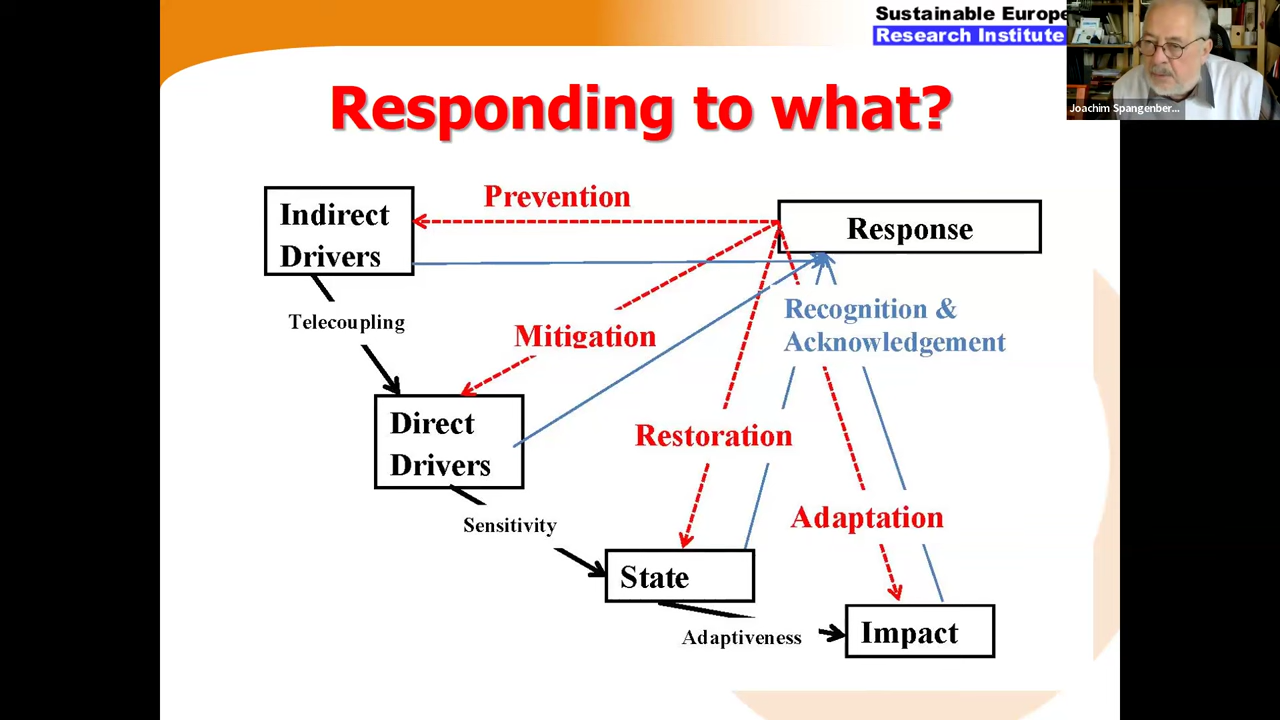 Sustainable Europe
Research Institute
Joachim Spangenber...
Responding to what?
Prevention
Indirect
Drivers
Response
Telecoupling
Recognition &
Acknowledgement
Mitigation
Direct
Drivers
Restoration
Sensitivity
Adaptation
State
Adaptiveness
Impact